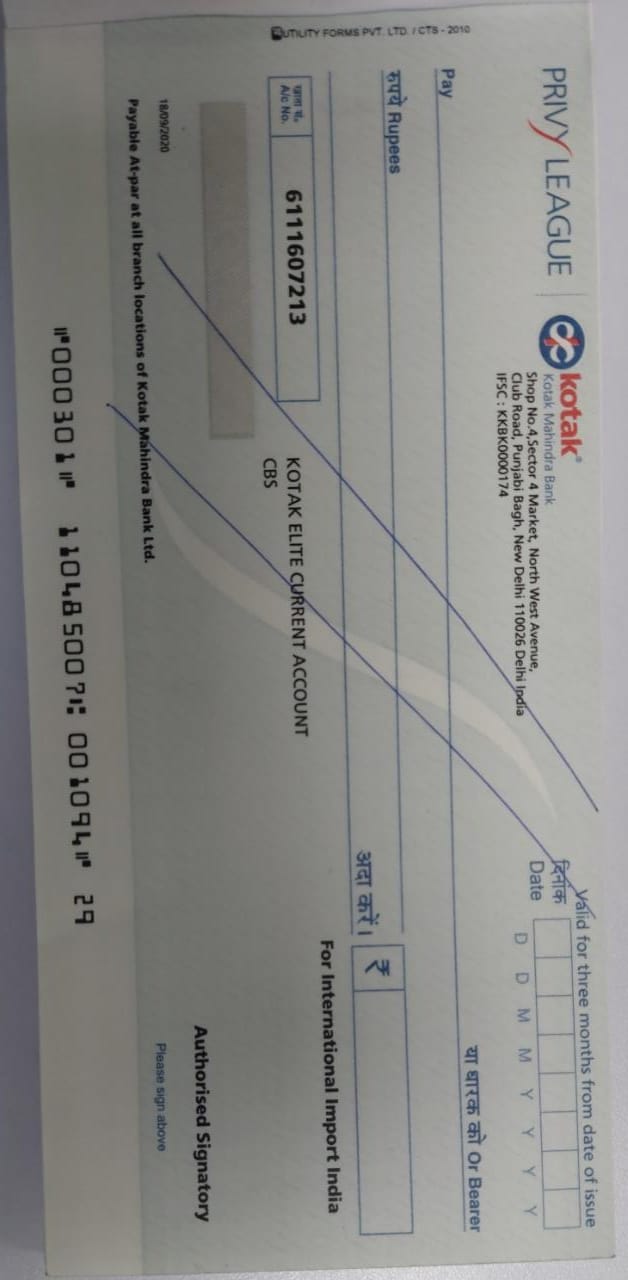 PRIVY LEAGUE
kotak®
Kotak Mahindra Bank
Shop No.4,Sector 4 Market, North West Avenue,
Club Road, Punjabi Bagh, New Delhi 110026 Delhi India
IFSC : KKBK0000174
Valid for three months from date of issue
दिनांक
Date
D D M M Y Y Y Y
Pay
या धारक को Or Bearer
रुपये Rupees
अदा करें।
₹
खाता सं.
A/c No.
6111607213
For International Import India
KOTAK ELITE CURRENT ACCOUNT
CBS
Authorised Signatory
Please sign above
18/09/2020
Payable At-par at all branch locations of Kotak Mahindra Bank Ltd.
UTILITY FORMS PVT. LTD. / CTS - 2010
⑈000301⑈ 110485007⑆ 001094⑈ 29